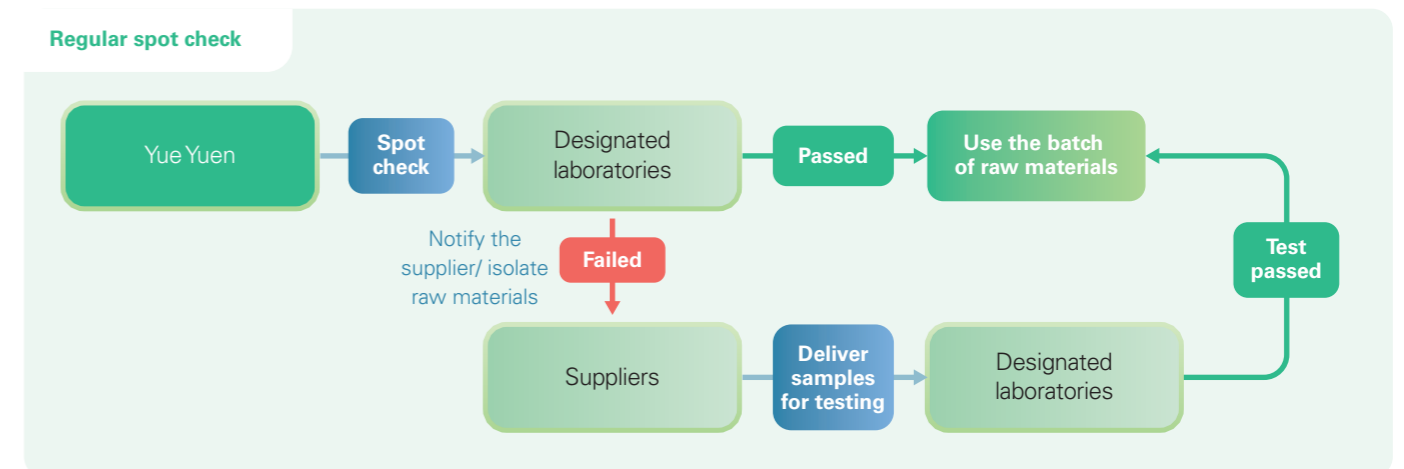 Regular spot check
Yue Yuen
Spot
check
Designated
laboratories
Passed
Use the batch
of raw materials
Notify the
supplier/ isolate
raw materials
Failed
Test
passed
Suppliers
Deliver
samples
for testing
Designated
laboratories